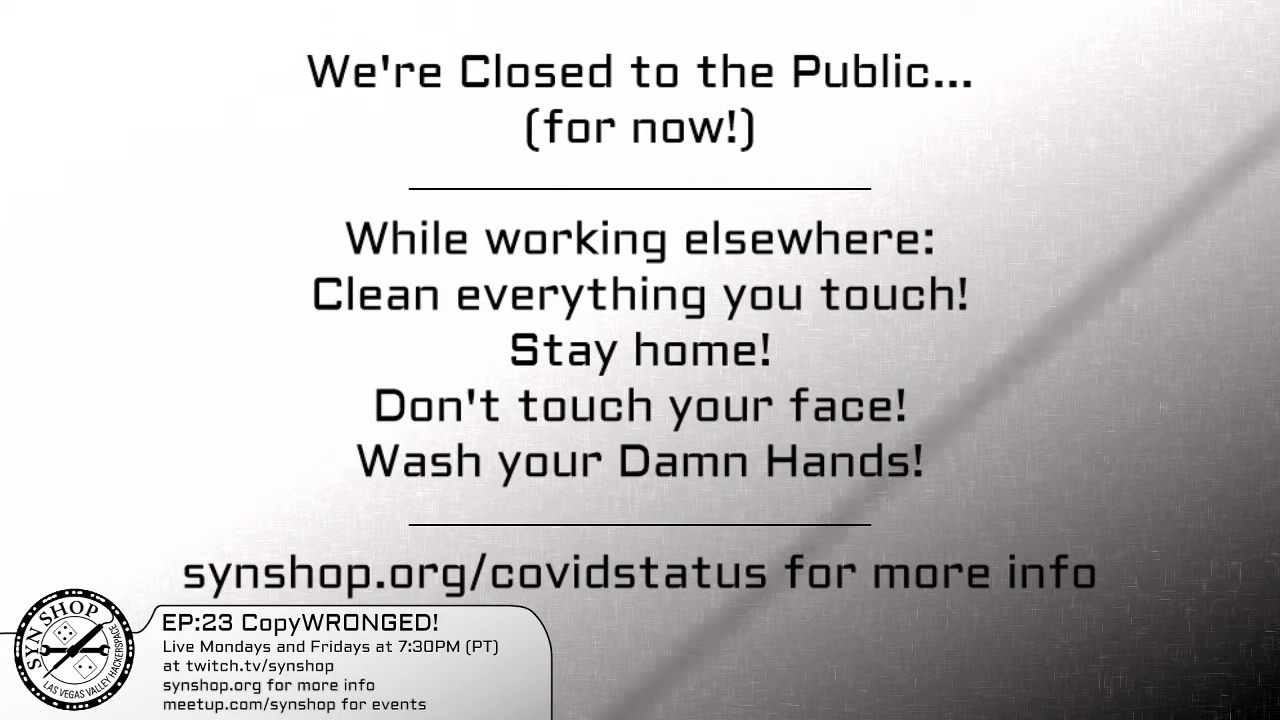 We're Closed to the Public...
(for now!)
While working elsewhere:
Clean everything you touch!
Stay home!
Don't touch your face!
Wash your Damn Hands!
synshop.org/covidstatus for more info
SYN SHOP
LAS VEGAS VALLEY HACKERSPACE
EP:23 CopyWRONGED!
Live Mondays and Fridays at 7:30PM (PT)
at twitch.tv/synshop
synshop.org for more info
meetup.com/synshop for events